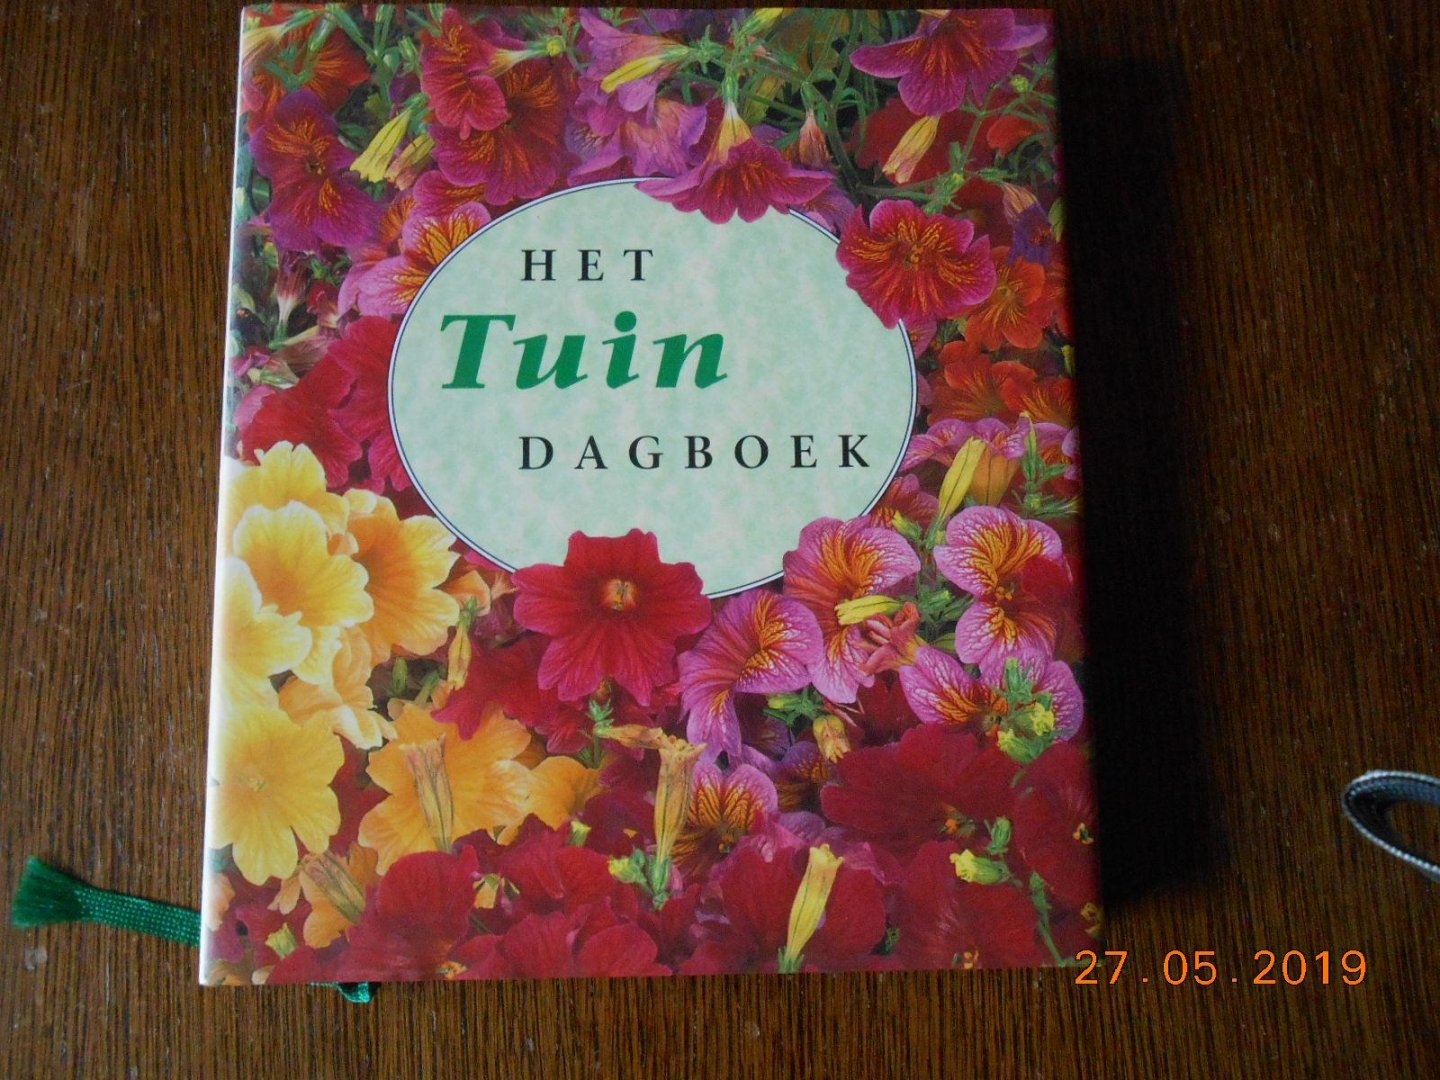 HET
Tuin
DAGBOEK
27.05.2019